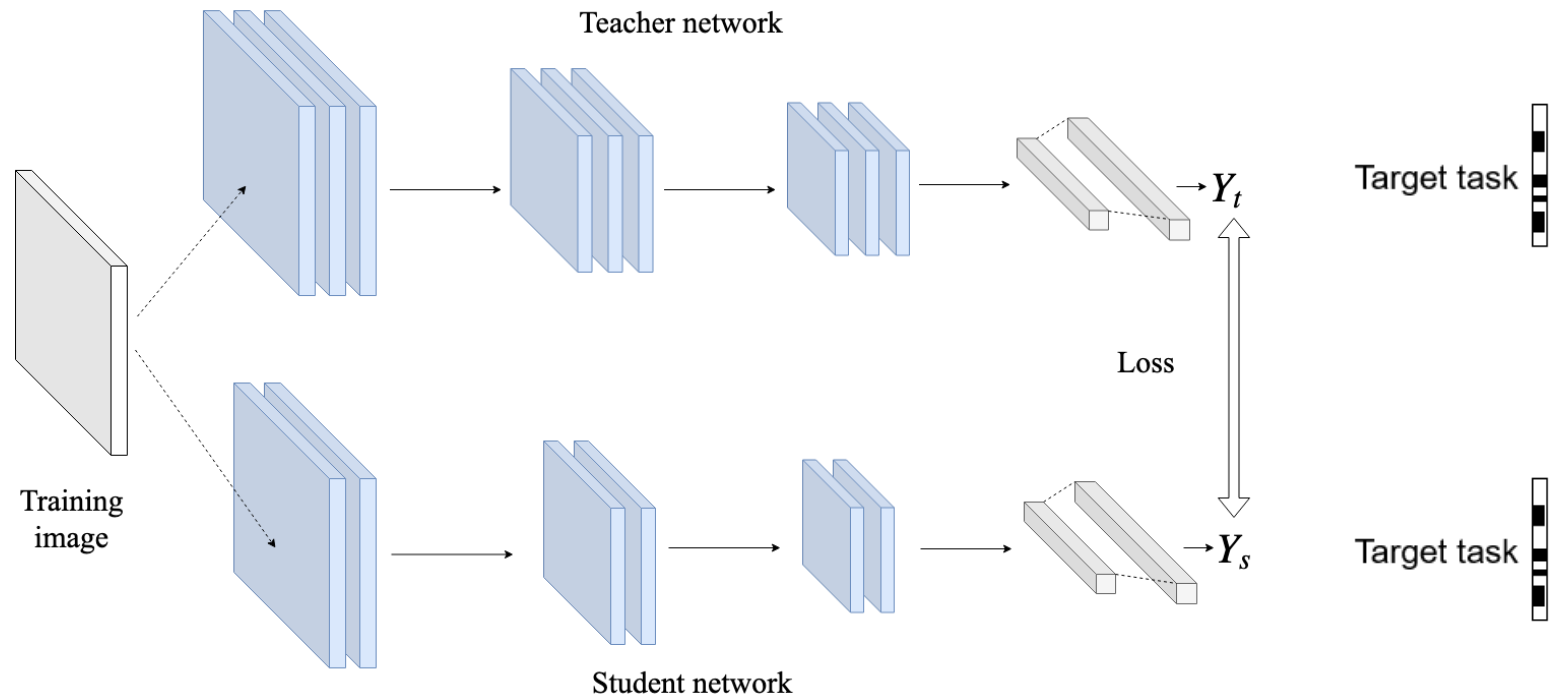 Teacher network
Y_t
Target task
Training
image
Loss
Y_s
Target task
Student network